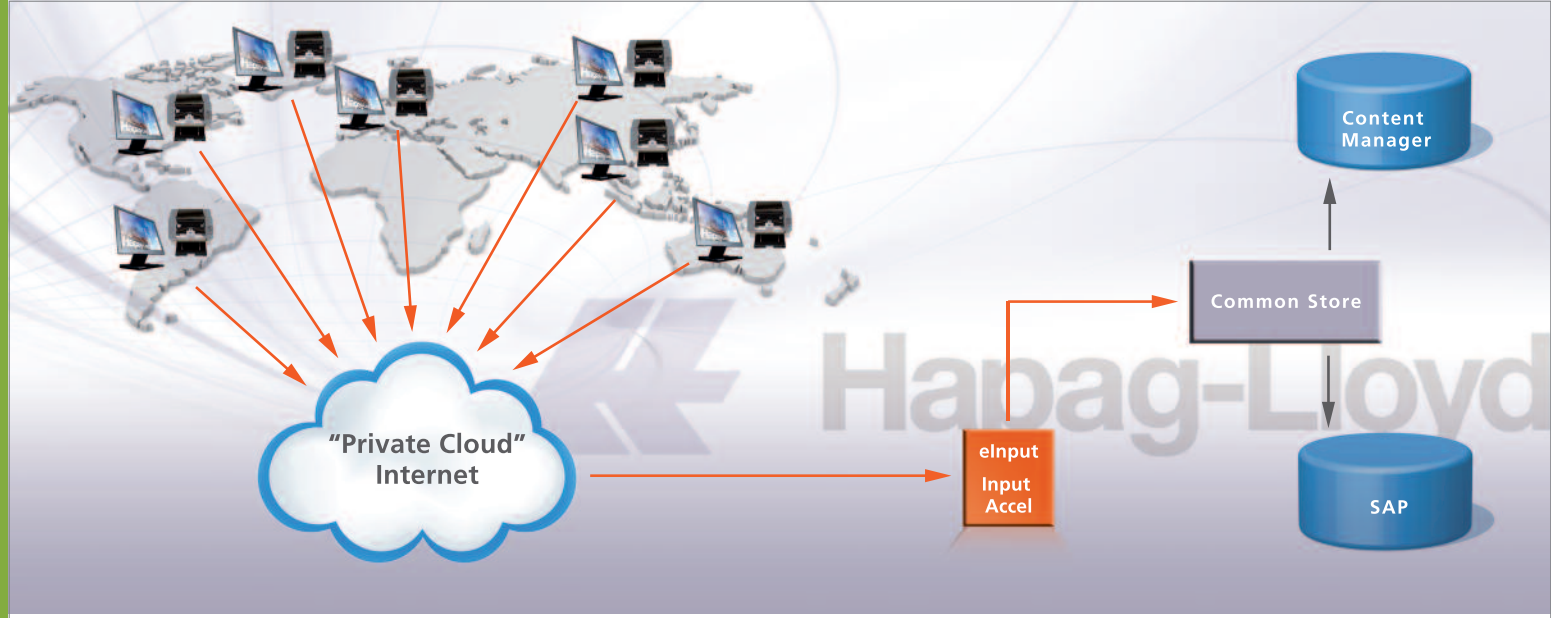 Content
Manager
Common Store
Hapag-Lloyd
"Private Cloud"
Internet
eInput
Input
Accel
SAP